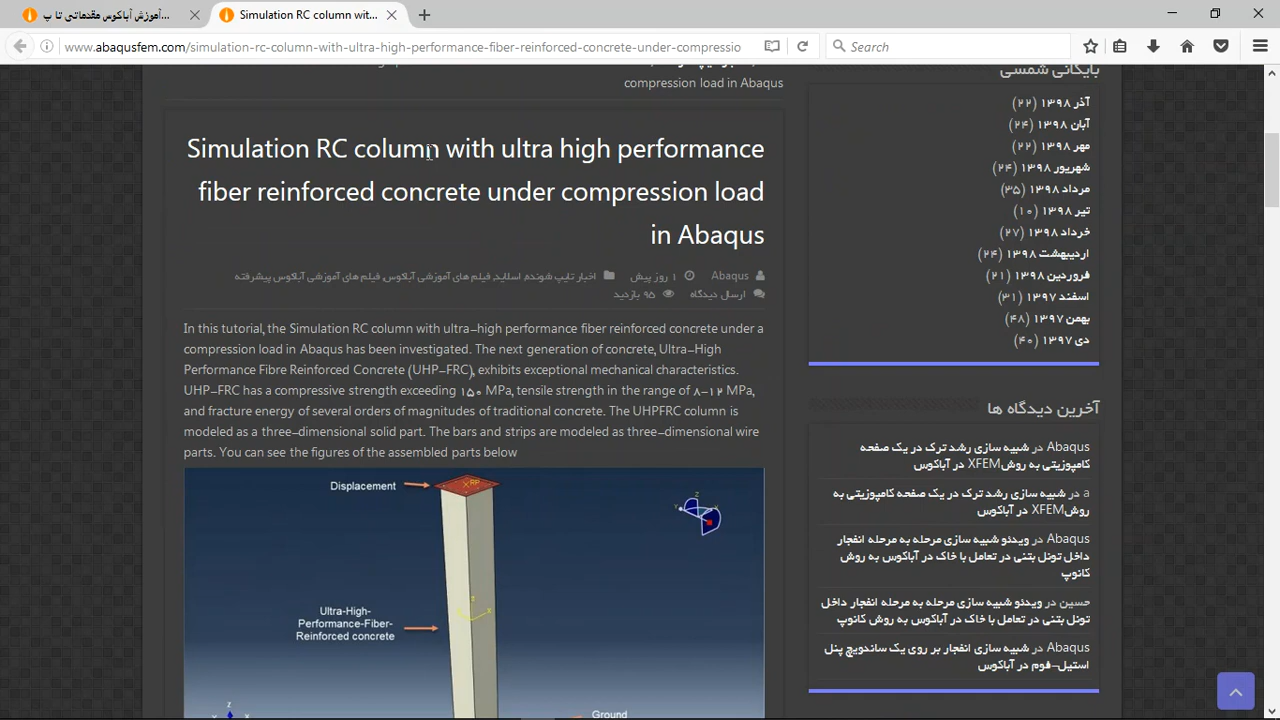 آموزش آباکوس مقدماتی تا پ...
Simulation RC column wit...
www.abaqusfem.com/simulation-rc-column-with-ultra-high-performance-fiber-reinforced-concrete-under-compressio
Search
compression load in Abaqus
Simulation RC column with ultra high performance
fiber reinforced concrete under compression load
in Abaqus
Abaqus ۱ روز پیش اخبار تایپ شونده, اسلاید, فیلم های آموزشی آباکوس, فیلم های آموزشی آباکوس پیشرفته
ارسال دیدگاه ۹۵ بازدید
In this tutorial, the Simulation RC column with ultra-high performance fiber reinforced concrete under a
compression load in Abaqus has been investigated. The next generation of concrete, Ultra-High
Performance Fibre Reinforced Concrete (UHP-FRC), exhibits exceptional mechanical characteristics.
UHP-FRC has a compressive strength exceeding ۱۵۰ MPa, tensile strength in the range of ۸-۱۲ MPa,
and fracture energy of several orders of magnitudes of traditional concrete. The UHPFRC column is
modeled as a three-dimensional solid part. The bars and strips are modeled as three-dimensional wire
parts. You can see the figures of the assembled parts below
Displacement
RP
Z
Y
X
Z
X
Ultra-High-
Performance-Fiber-
Reinforced concrete
Ground
Z
بایگانی شمسی
آذر ۱۳۹۸ (۲۲)
آبان ۱۳۹۸ (۲۴)
مهر ۱۳۹۸ (۲۲)
شهریور ۱۳۹۸ (۲۴)
مرداد ۱۳۹۸ (۳۵)
تیر ۱۳۹۸ (۱۰)
خرداد ۱۳۹۸ (۲۷)
اردیبهشت ۱۳۹۸ (۲۴)
فروردین ۱۳۹۸ (۲۱)
اسفند ۱۳۹۷ (۳۱)
بهمن ۱۳۹۷ (۴۸)
دی ۱۳۹۷ (۴۰)
آخرین دیدگاه ها
Abaqus در شبیه سازی رشد ترک در یک صفحه
کامپوزیتی به روش XFEM در آباکوس
a در شبیه سازی رشد ترک در یک صفحه کامپوزیتی به
روش XFEM در آباکوس
Abaqus در ویدئو شبیه سازی مرحله به مرحله انفجار
داخل تونل بتنی در تعامل با خاک در آباکوس به روش
کانوپ
حسین در ویدئو شبیه سازی مرحله به مرحله انفجار داخل
تونل بتنی در تعامل با خاک در آباکوس به روش کانوپ
Abaqus در شبیه سازی انفجار بر روی یک ساندویچ پنل
استیل-فوم در آباکوس